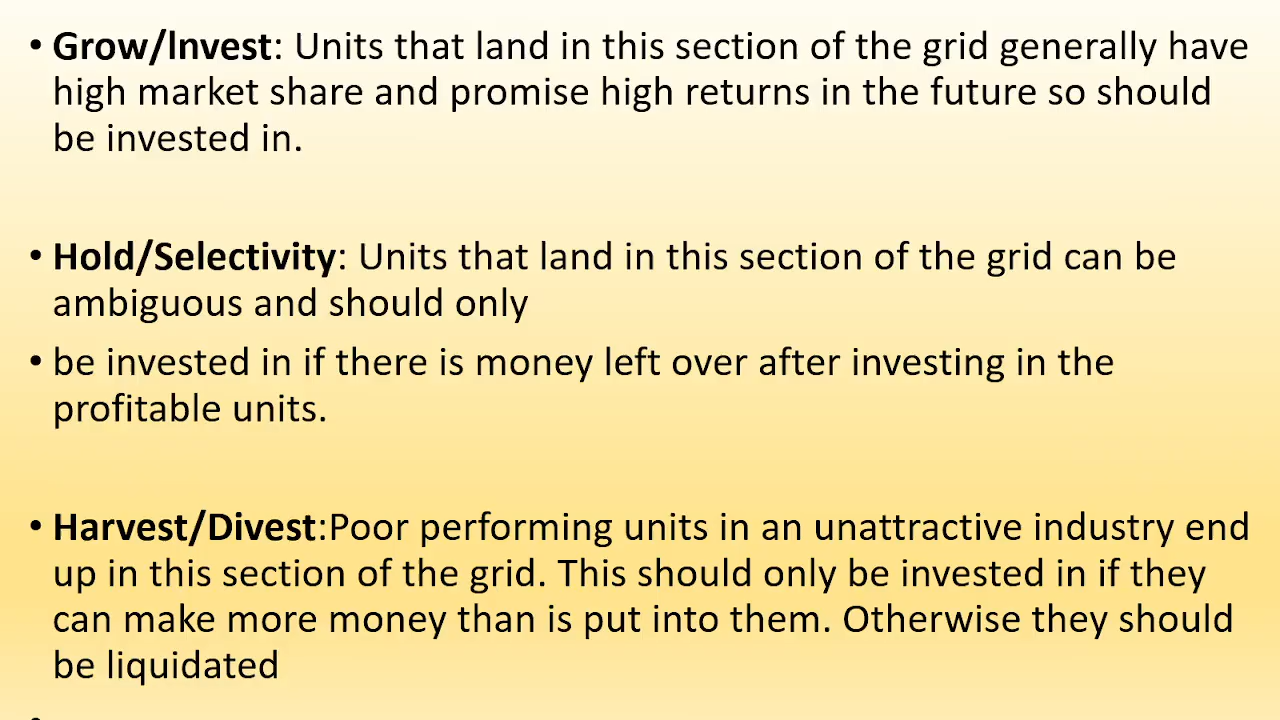 • Grow/Invest: Units that land in this section of the grid generally have
high market share and promise high returns in the future so should
be invested in.
• Hold/Selectivity: Units that land in this section of the grid can be
ambiguous and should only
• be invested in if there is money left over after investing in the
profitable units.
• Harvest/Divest:Poor performing units in an unattractive industry end
up in this section of the grid. This should only be invested in if they
can make more money than is put into them. Otherwise they should
be liquidated